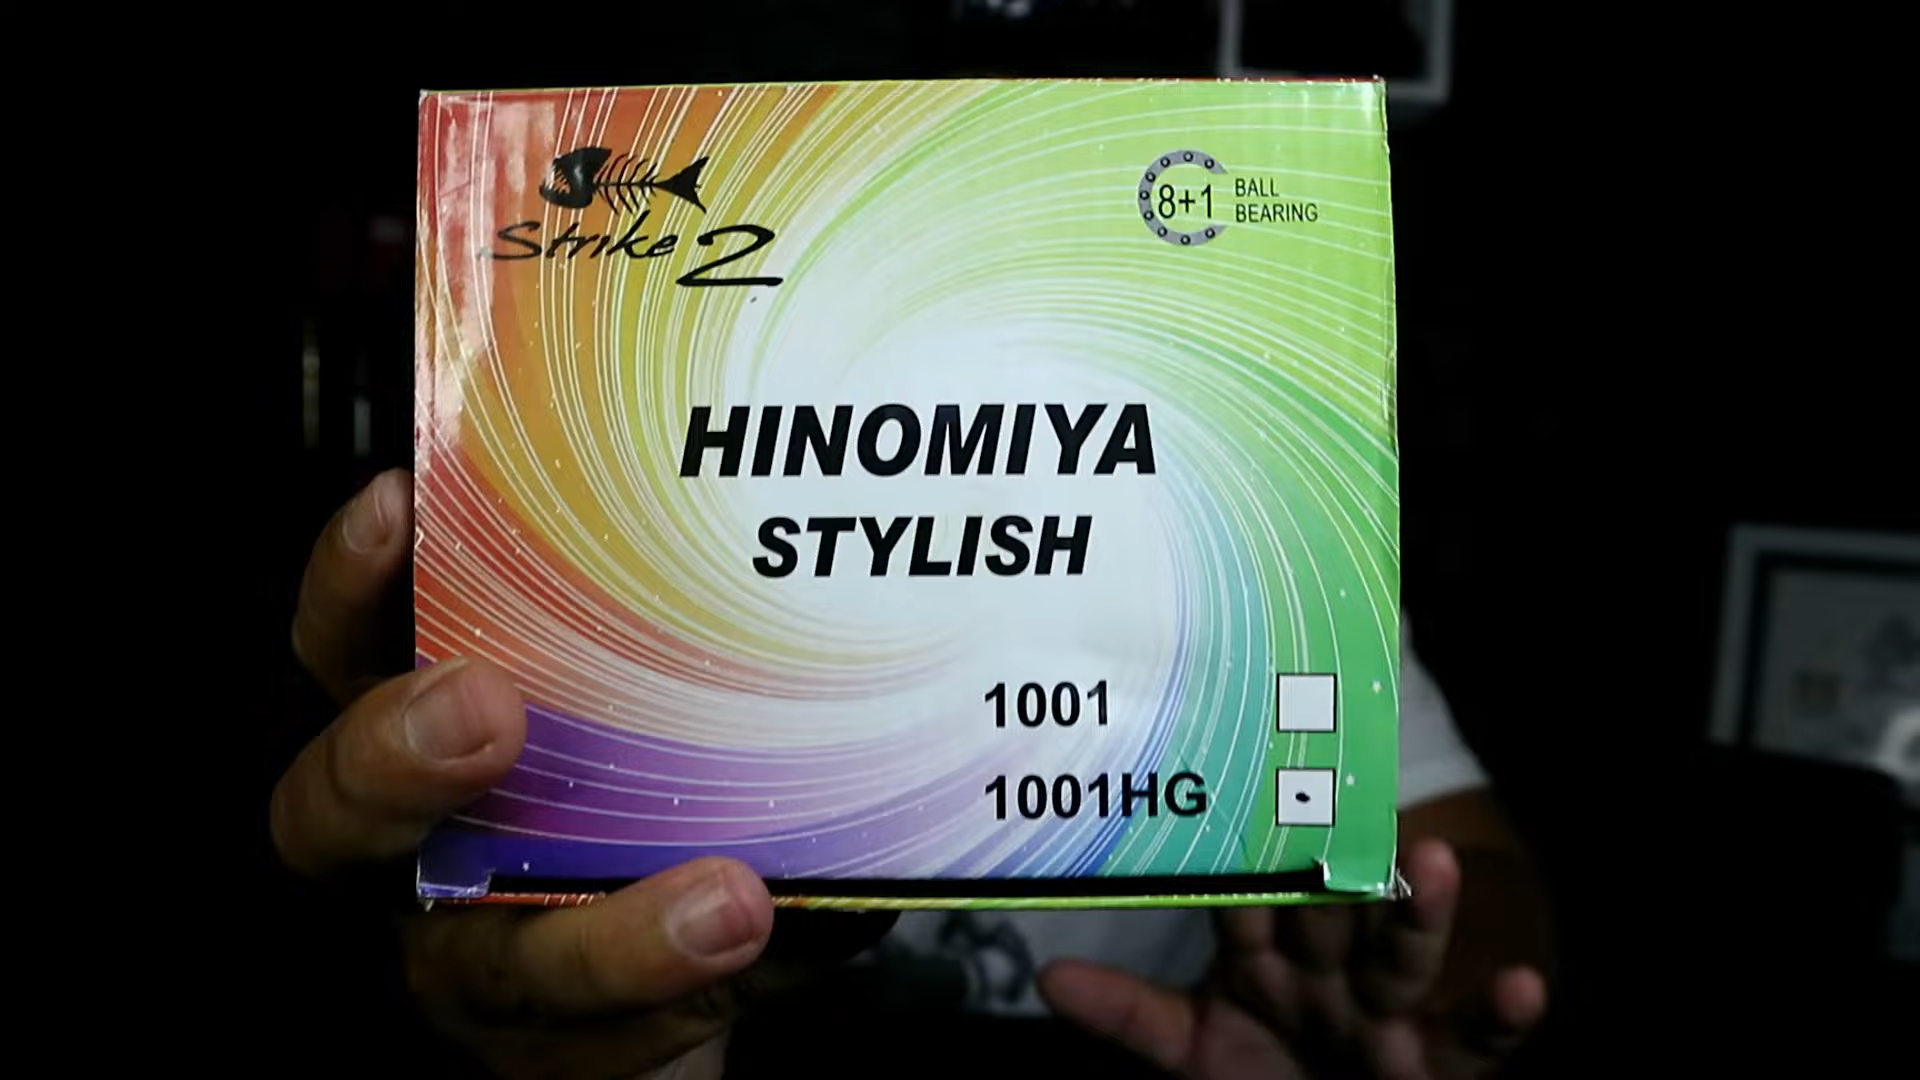 Strike 2
8+1 BALL BEARING
HINOMIYA
STYLISH
1001
1001HG